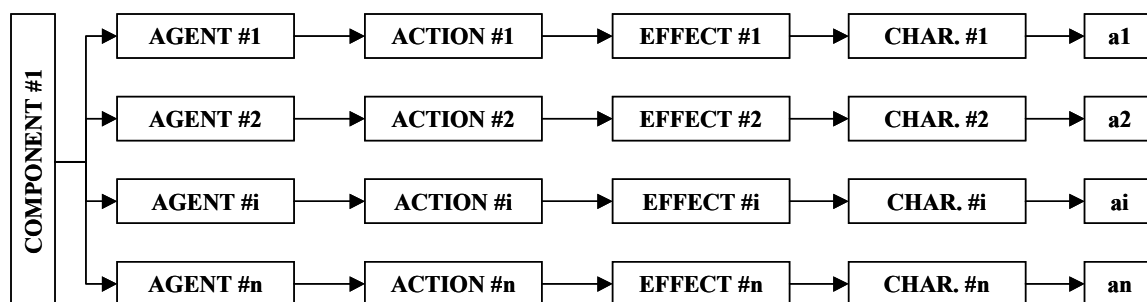 COMPONENT #1
AGENT #1 ACTION #1 EFFECT #1 CHAR. #1 a1
AGENT #2 ACTION #2 EFFECT #2 CHAR. #2 a2
AGENT #i ACTION #i EFFECT #i CHAR. #i ai
AGENT #n ACTION #n EFFECT #n CHAR. #n an